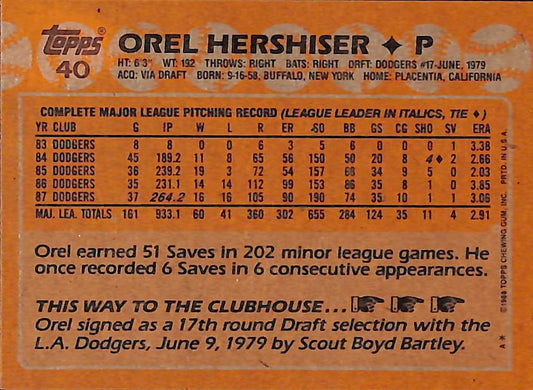 topps
40
OREL HERSHISER ♦ P
HT: 6'3" WT: 192 THROWS: RIGHT BATS: RIGHT DRFT: DODGERS #17-JUNE, 1979
ACQ: VIA DRAFT BORN: 9-16-58, BUFFALO, NEW YORK HOME: PLACENTIA, CALIFORNIA
COMPLETE MAJOR LEAGUE PITCHING RECORD (LEAGUE LEADER IN ITALICS, TIE ♦)
YR CLUB G IP W L R ER SO BB GS CG SHO SV ERA
83 DODGERS 8 8 0 0 6 3 5 6 0 0 0 1 3.38
84 DODGERS 45 189.2 11 8 65 56 150 50 20 8 4♦ 2 2.66
85 DODGERS 36 239.2 19 3 72 54 157 68 34 9 5 0 2.03
86 DODGERS 35 231.1 14 14 112 99 153 86 35 8 1 0 3.85
87 DODGERS 37 264.2 16 16 105 90 190 74 35 10 1 1 3.06
MAJ. LEA. TOTALS 161 933.1 60 41 360 302 655 284 124 35 11 4 2.91
Orel earned 51 Saves in 202 minor league games. He
once recorded 6 Saves in 6 consecutive appearances.
THIS WAY TO THE CLUBHOUSE...
Orel signed as a 17th round Draft selection with the
L.A. Dodgers, June 9, 1979 by Scout Boyd Bartley.
©1988 TOPPS CHEWING GUM, INC. PRTD. IN U.S.A.
A*